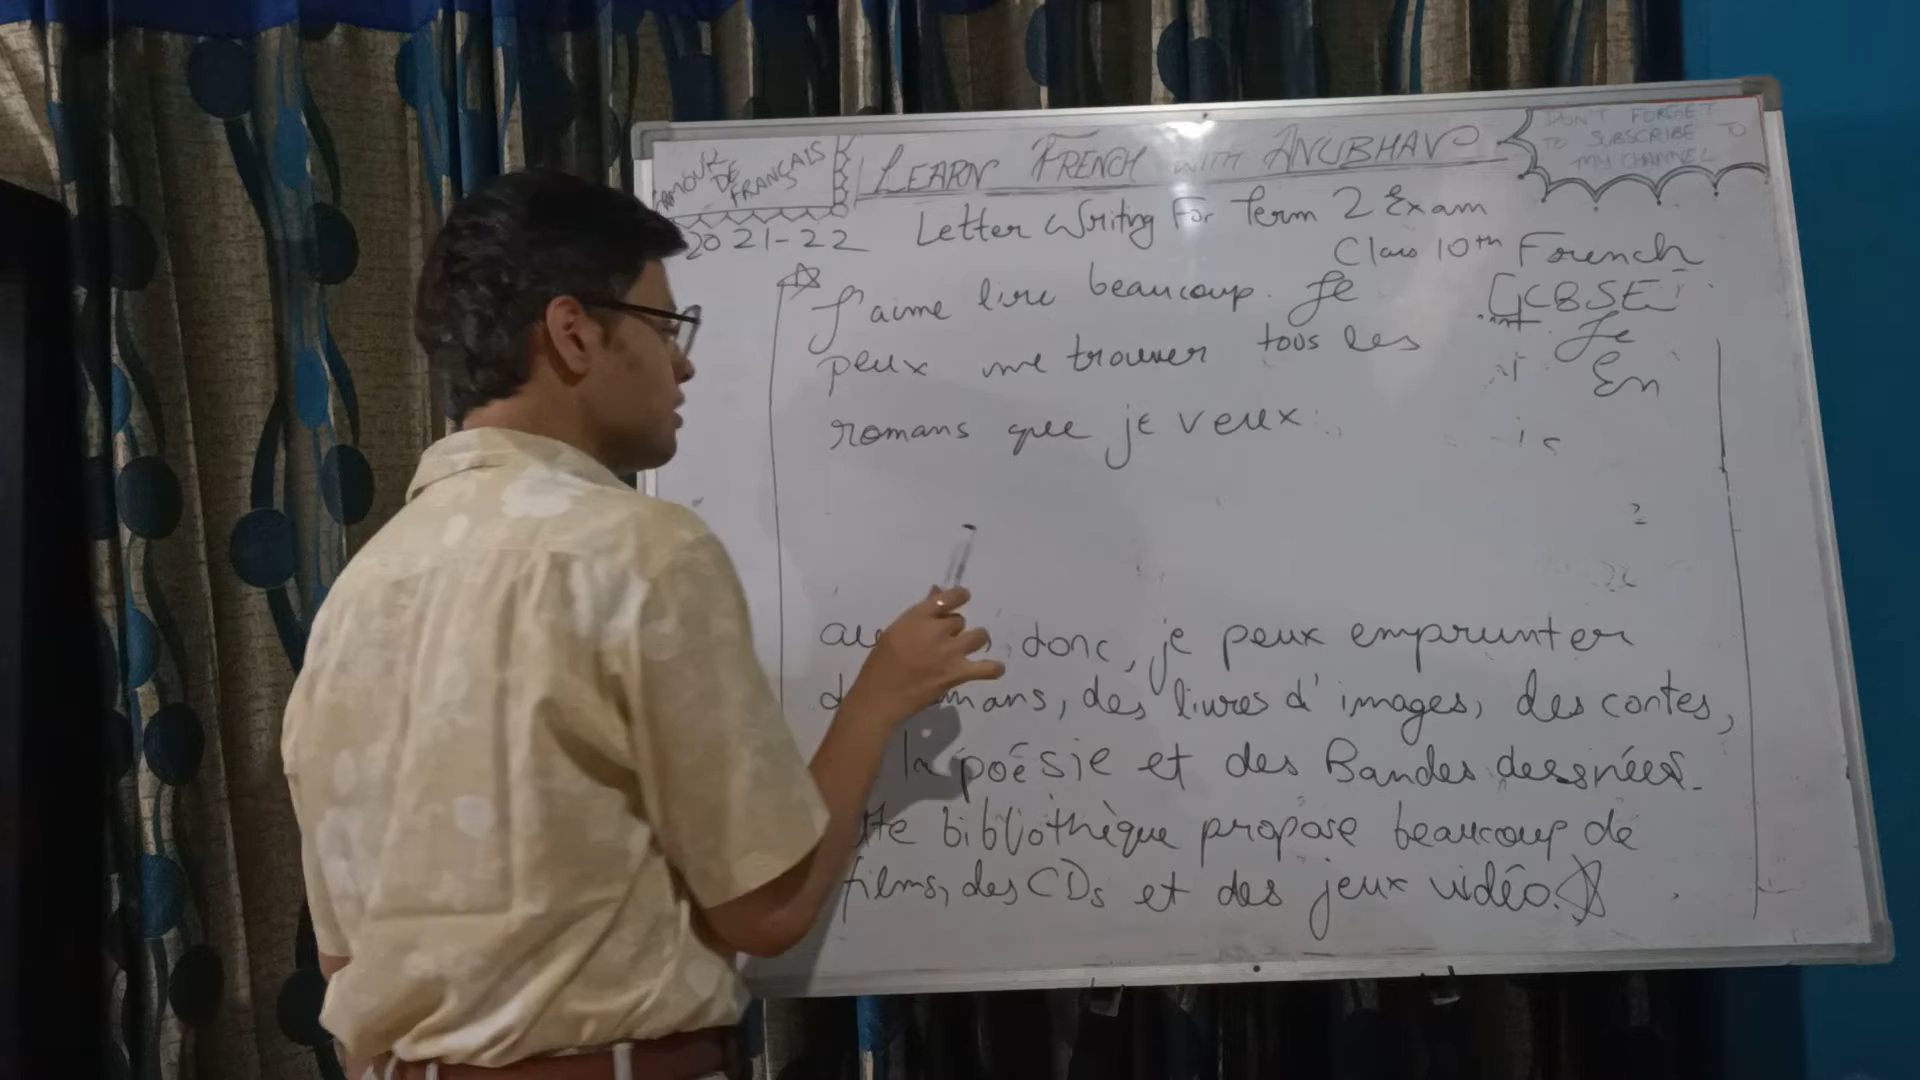 L'AMOUR
DE
FRANÇAIS
LEARN FRENCH WITH ANUBHAV
DON'T FORGET
TO SUBSCRIBE TO
MY CHANNEL
2021-22
Letter Writing For Term 2 Exam
Class 10th French
CBSE
J'aime lire beaucoup. Je
peux me trouver tous les
romans que je veux.
Je
En
donc, je peux emprunter
des livres d'images, des contes,
la poésie et des Bandes dessinées.
bibliothèque propose beaucoup de
films, des CDs et des jeux vidéo.